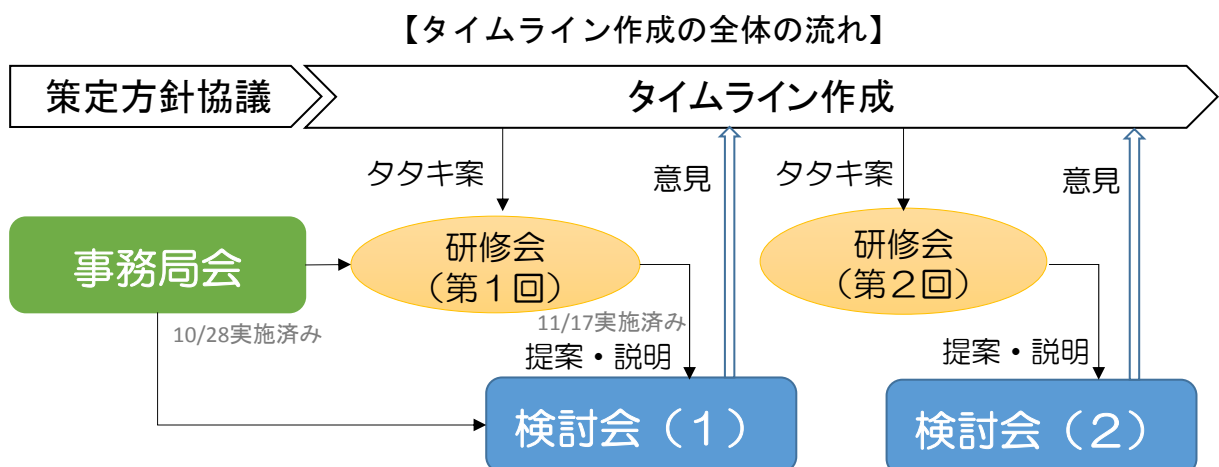 【タイムライン作成の全体の流れ】
策定方針協議
タイムライン作成
タタキ案
意見
タタキ案
意見
事務局会
10/28実施済み
研修会
（第１回）
11/17実施済み
提案・説明
検討会（１）
研修会
（第２回）
提案・説明
検討会（２）